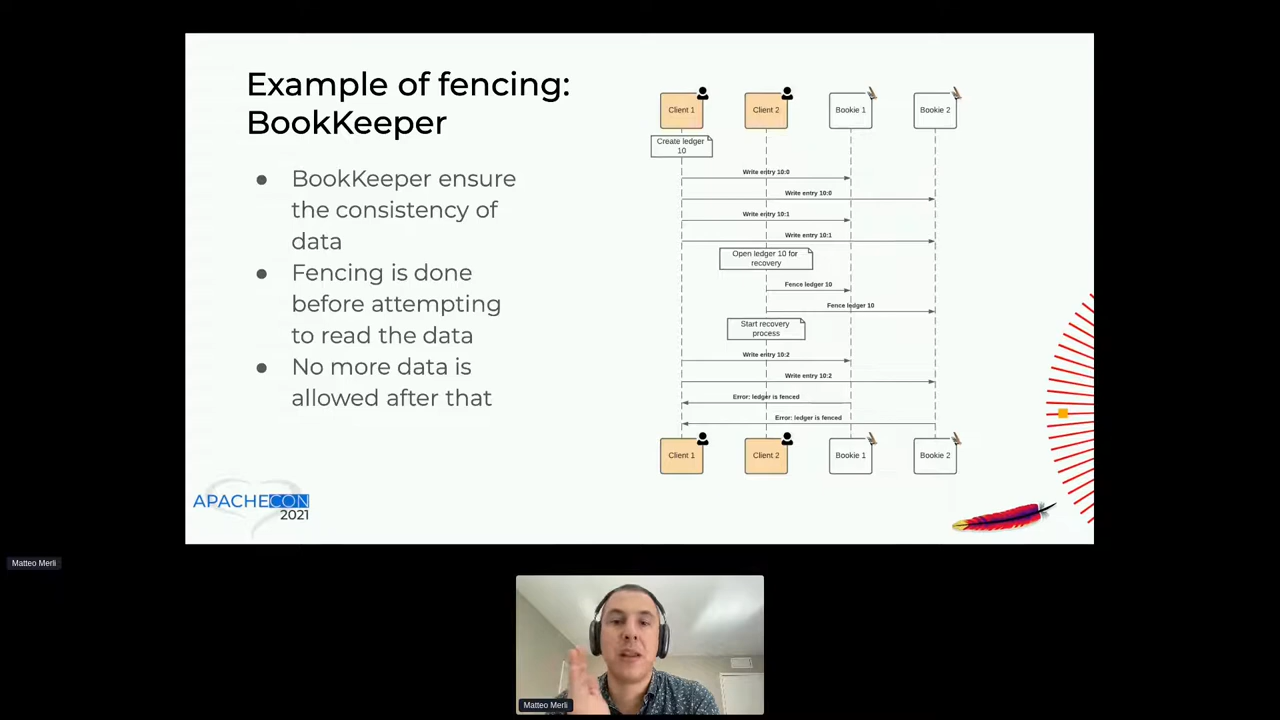 Example of fencing:
BookKeeper
● BookKeeper ensure
the consistency of
data
● Fencing is done
before attempting
to read the data
● No more data is
allowed after that
Client 1
Client 2
Bookie 1
Bookie 2
Create ledger
10
Write entry 10:0
Write entry 10:0
Write entry 10:1
Write entry 10:1
Open ledger 10 for
recovery
Fence ledger 10
Fence ledger 10
Start recovery
process
Write entry 10:2
Write entry 10:2
Error: ledger is fenced
Error: ledger is fenced
Client 1
Client 2
Bookie 1
Bookie 2
APACHECON
2021
Matteo Merli
Matteo Merli